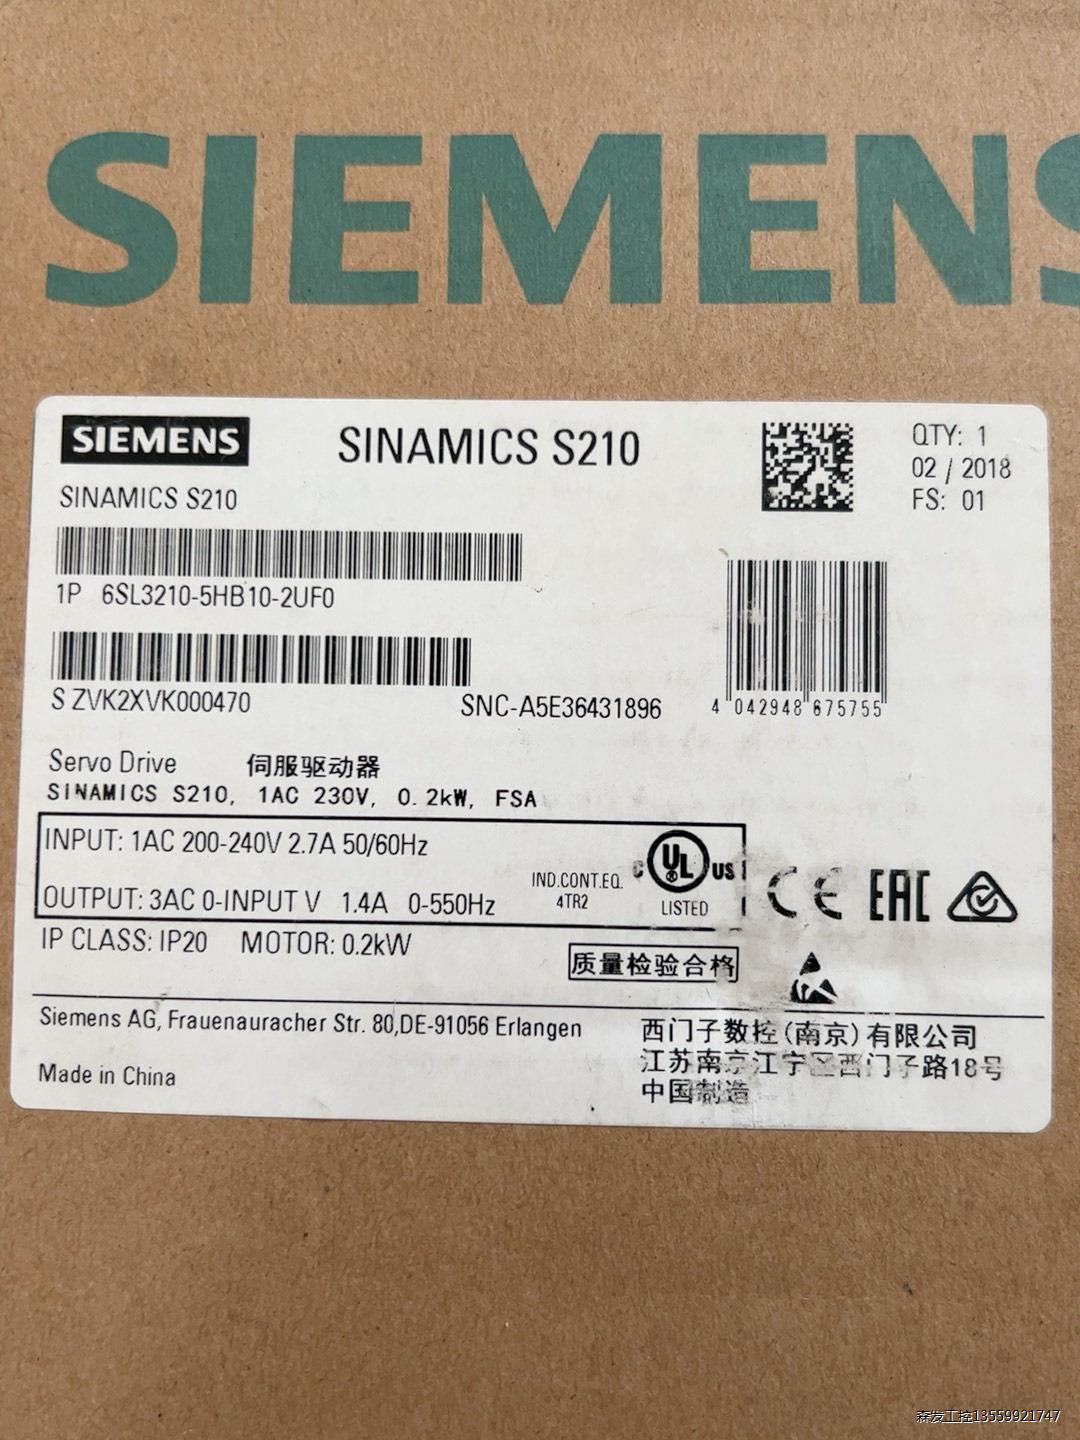 SIEMENS
SIEMENS
SINAMICS S210
QTY: 1
02 / 2018
FS: 01
SINAMICS S210
1P 6SL3210-5HB10-2UF0
S ZVK2XVK000470
SNC-A5E36431896
4 042948 675755
Servo Drive 伺服驱动器
SINAMICS S210, 1AC 230V, 0.2kW, FSA
INPUT: 1AC 200-240V 2.7A 50/60Hz
OUTPUT: 3AC 0-INPUT V 1.4A 0-550Hz
IND.CONT.EQ.
4TR2
C UL US
LISTED
CE EAC
IP CLASS: IP20 MOTOR: 0.2kW
质量检验合格
Siemens AG, Frauenauracher Str. 80,DE-91056 Erlangen
Made in China
西门子数控(南京)有限公司
江苏南京江宁区西门子路18号
中国制造
森发工控13559921747